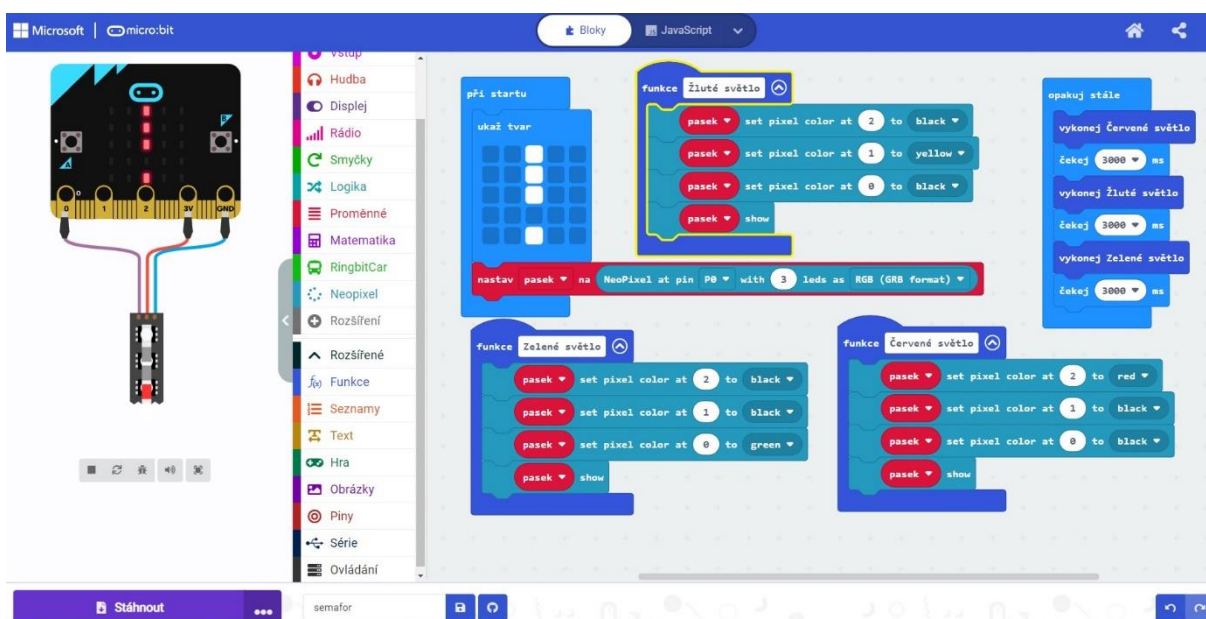 Microsoft | micro:bit
Bloky
JavaScript
Vstup
Hudba
Displej
Rádio
Smyčky
Logika
Proměnné
Matematika
RingbitCar
Neopixel
Rozšíření
Rozšířené
Funkce
Seznamy
Text
Hra
Obrázky
Piny
Série
Ovládání
B
A
0 1 2 3V GND
při startu
ukaž tvar
nastav pasek na NeoPixel at pin P0 with 3 leds as RGB (GRB format)
funkce Žluté světlo
pasek set pixel color at 2 to black
pasek set pixel color at 1 to yellow
pasek set pixel color at 0 to black
pasek show
opakuj stále
vykonej Červené světlo
čekej 3000 ms
vykonej Žluté světlo
čekej 3000 ms
vykonej Zelené světlo
čekej 3000 ms
funkce Zelené světlo
pasek set pixel color at 2 to black
pasek set pixel color at 1 to black
pasek set pixel color at 0 to green
pasek show
funkce Červené světlo
pasek set pixel color at 2 to red
pasek set pixel color at 1 to black
pasek set pixel color at 0 to black
pasek show
Stáhnout
semafor